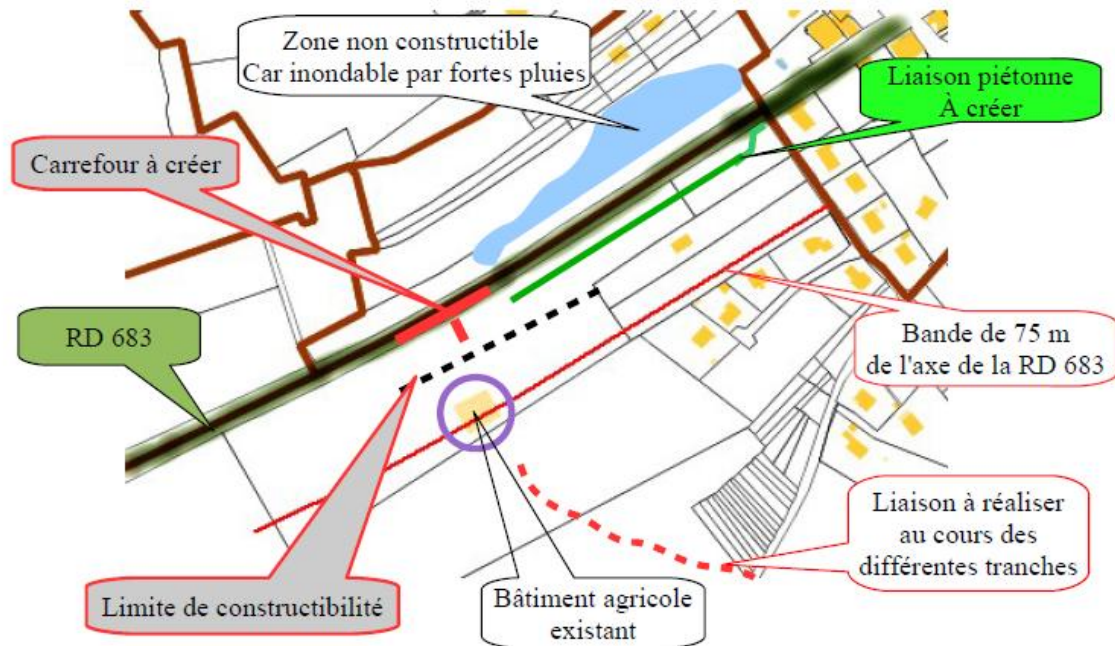 Zone non constructible
Car inondable par fortes pluies
Liaison piétonne
À créer
Carrefour à créer
RD 683
Bande de 75 m
de l'axe de la RD 683
Liaison à réaliser
au cours des
différentes tranches
Limite de constructibilité
Bâtiment agricole
existant